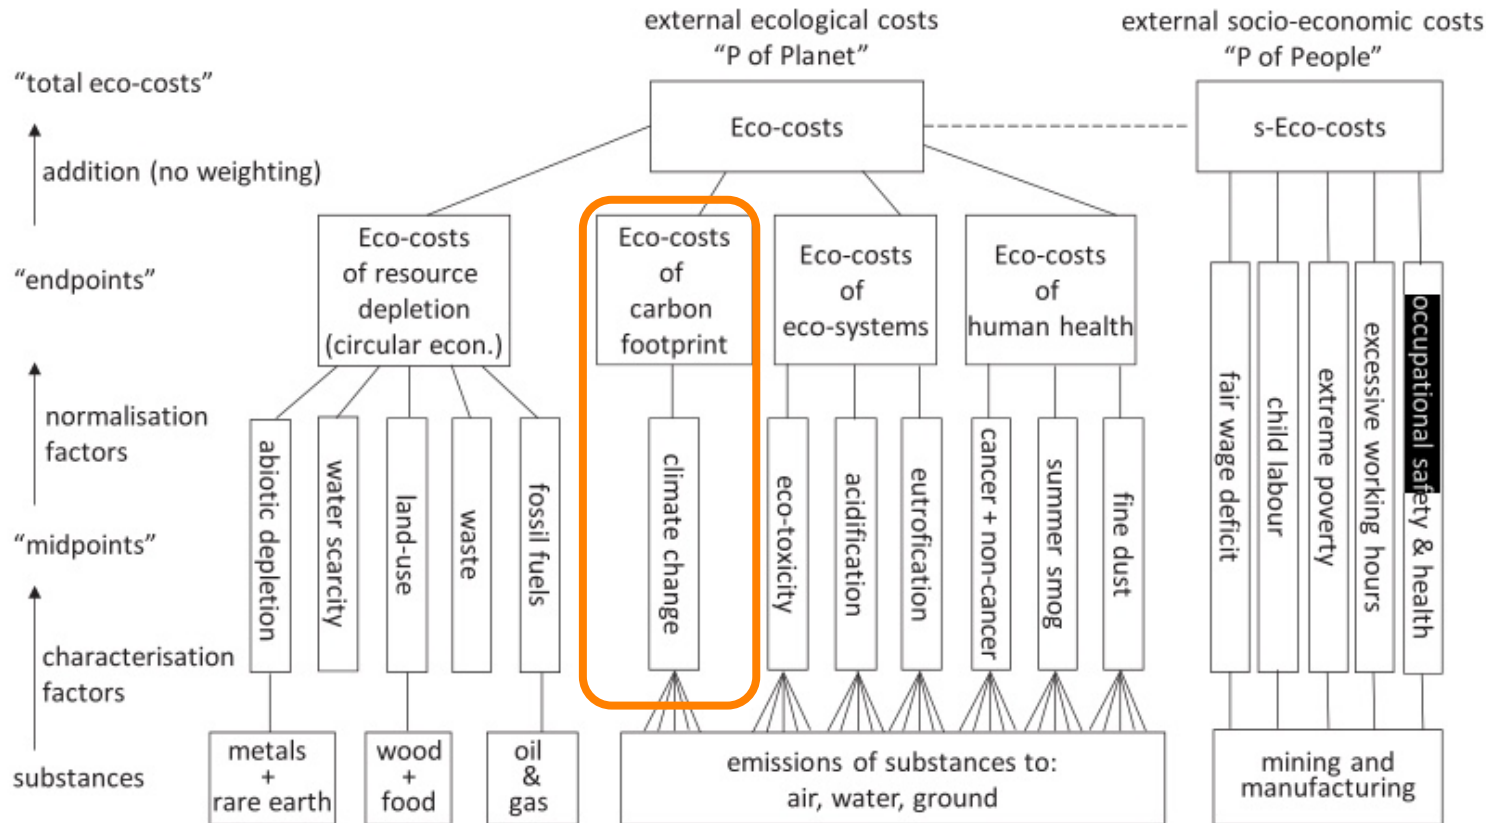 external ecological costs
"P of Planet"
external socio-economic costs
"P of People"
"total eco-costs"
Eco-costs
s-Eco-costs
addition (no weighting)
Eco-costs
of resource
depletion
(circular econ.)
Eco-costs
of
carbon
footprint
Eco-costs
of
eco-systems
Eco-costs
of
human health
"endpoints"
normalisation
factors
abiotic depletion
water scarcity
land-use
waste
fossil fuels
climate change
eco-toxicity
acidification
eutrofication
cancer + non-cancer
summer smog
fine dust
fair wage deficit
child labour
extreme poverty
excessive working hours
occupational safety & health
"midpoints"
characterisation
factors
substances
metals
+
rare earth
wood
+
food
oil
&
gas
emissions of substances to:
air, water, ground
mining and
manufacturing